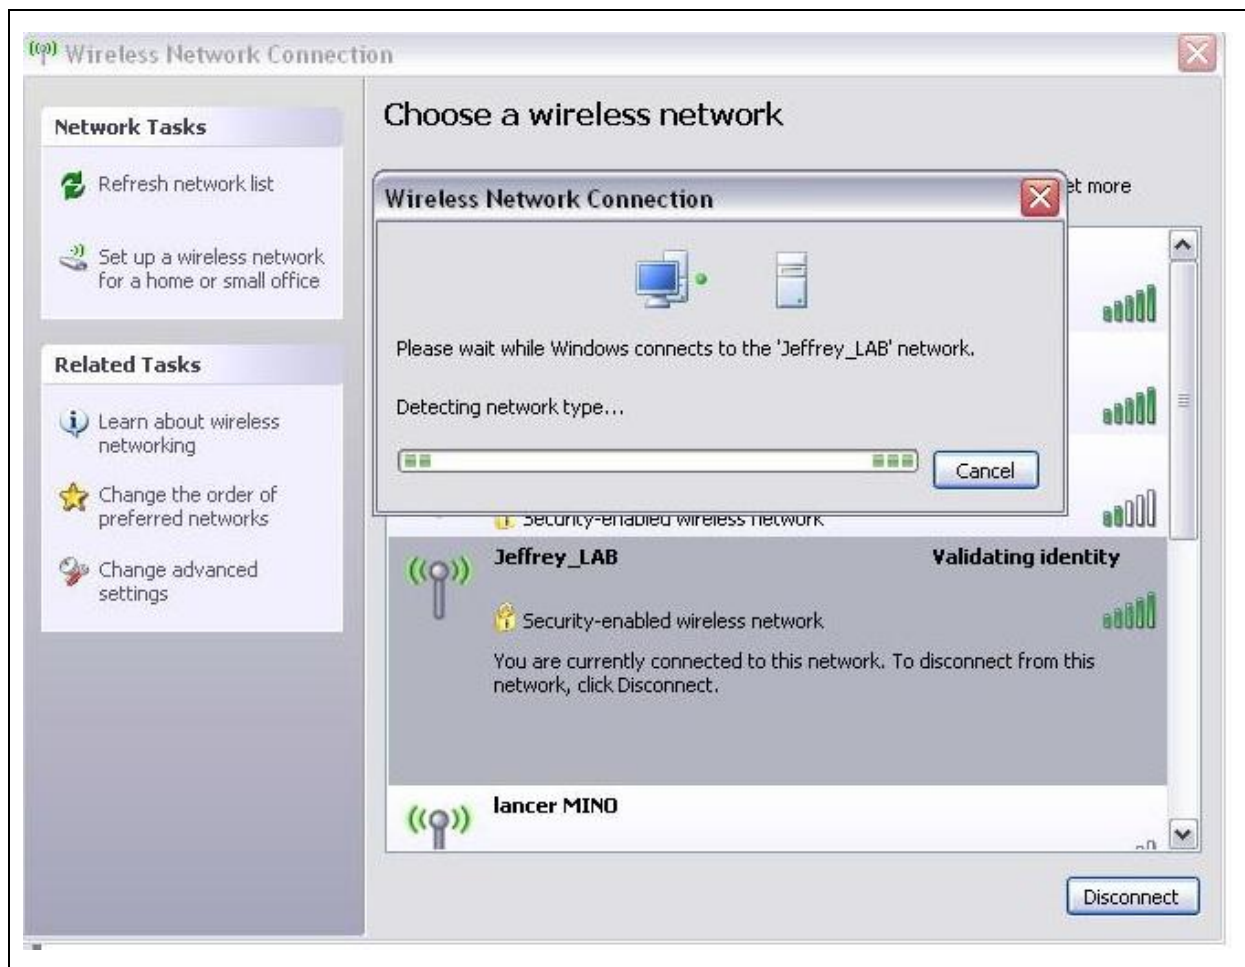 Wireless Network Connection
Network Tasks
Refresh network list
Set up a wireless network
for a home or small office
Related Tasks
Learn about wireless
networking
Change the order of
preferred networks
Change advanced
settings
Choose a wireless network
more
Wireless Network Connection
Please wait while Windows connects to the 'Jeffrey_LAB' network.
Detecting network type...
Cancel
Security-enabled wireless network
Jeffrey_LAB Validating identity
Security-enabled wireless network
You are currently connected to this network. To disconnect from this
network, click Disconnect.
lancer MINO
Disconnect